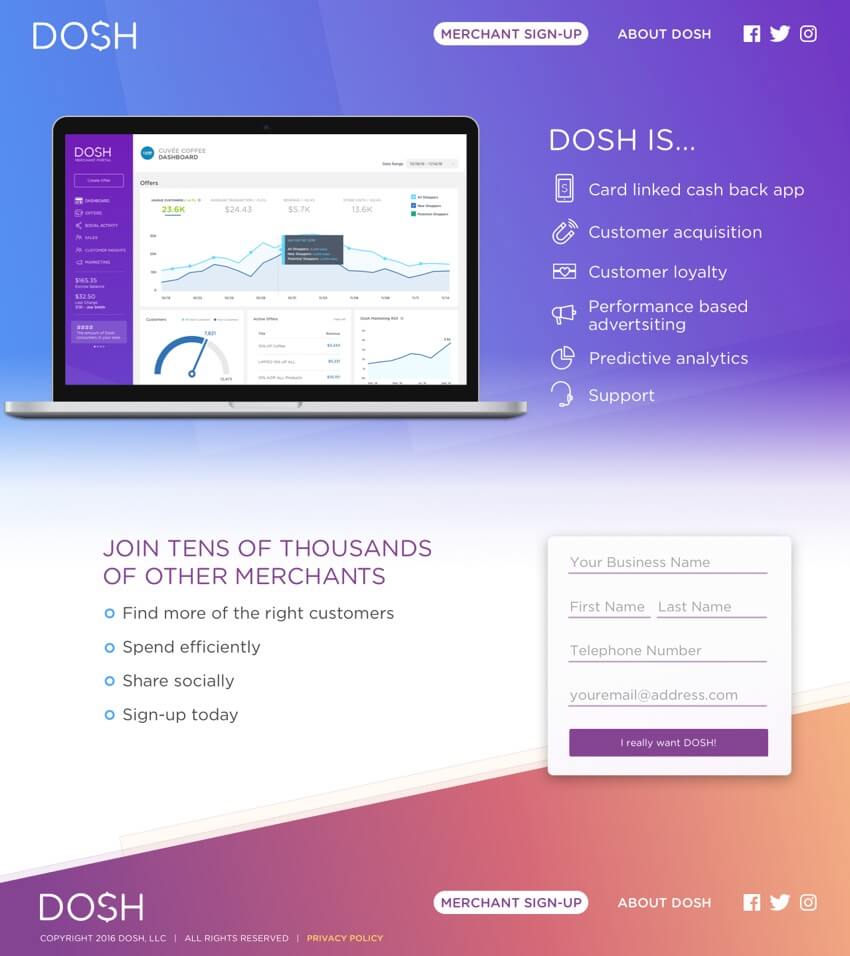 DOSH
MERCHANT SIGN-UP
ABOUT DOSH
DOSH
MERCHANT PORTAL
Create Offer
DASHBOARD
OFFERS
SOCIAL ACTIVITY
SALES
CUSTOMER INSIGHTS
MARKETING
$165.35
Escrow Balance
$32.50
Last Charge
CUVÉE COFFEE
DASHBOARD
Date Range
Offers
23.6K
$24.43
$5.7K
13.6K
All Shoppers
New Shoppers
Potential Shoppers
Customers
7,821
Active Offers
Title
Revenue
DOSH Marketing ROI
DOSH IS...
Card linked cash back app
Customer acquisition
Customer loyalty
Performance based
advertsiting
Predictive analytics
Support
JOIN TENS OF THOUSANDS
OF OTHER MERCHANTS
Find more of the right customers
Spend efficiently
Share socially
Sign-up today
Your Business Name
First Name Last Name
Telephone Number
youremail@address.com
I really want DOSH!
DOSH
MERCHANT SIGN-UP
ABOUT DOSH
COPYRIGHT 2016 DOSH, LLC | ALL RIGHTS RESERVED | PRIVACY POLICY